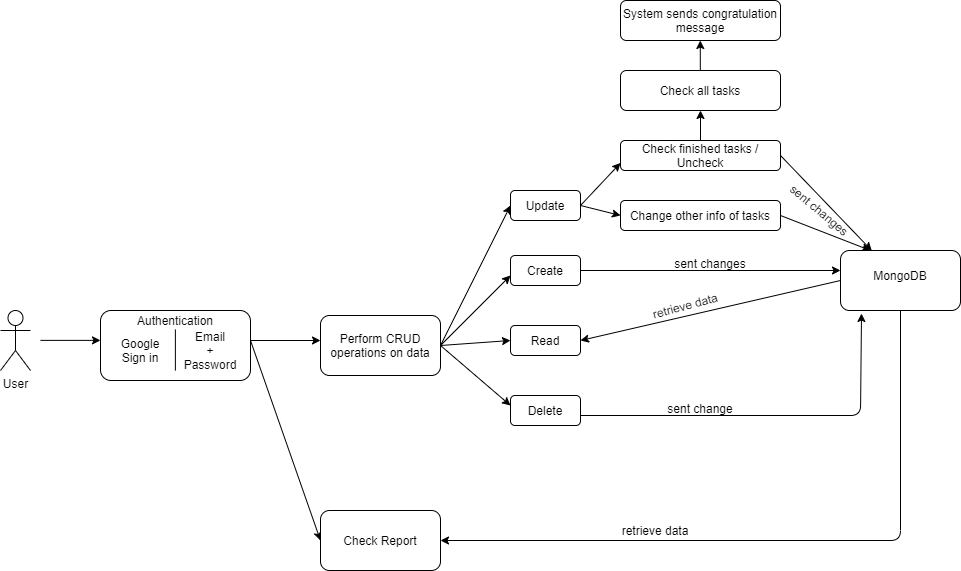 System sends congratulation
message
Check all tasks
Check finished tasks /
Uncheck
sent changes
Update
Change other info of tasks
Create
sent changes
MongoDB
retrieve data
Authentication
Google
Sign in
Email
+
Password
Perform CRUD
operations on data
Read
User
Delete
sent change
Check Report
retrieve data